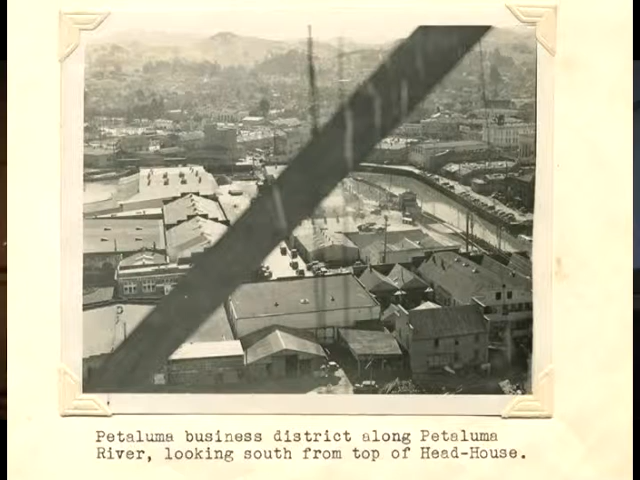 Petaluma business district along Petaluma
River, looking south from top of Head-House.